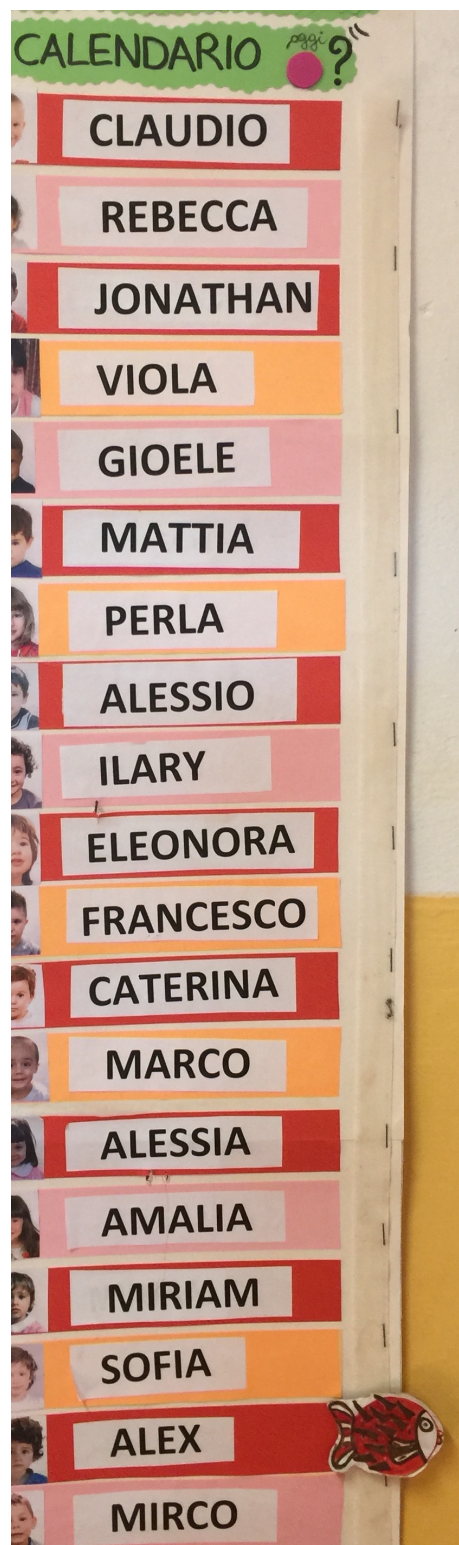 CALENDARIO oggi ?"
CLAUDIO
REBECCA
JONATHAN
VIOLA
GIOELE
MATTIA
PERLA
ALESSIO
ILARY
ELEONORA
FRANCESCO
CATERINA
MARCO
ALESSIA
AMALIA
MIRIAM
SOFIA
ALEX
MIRCO